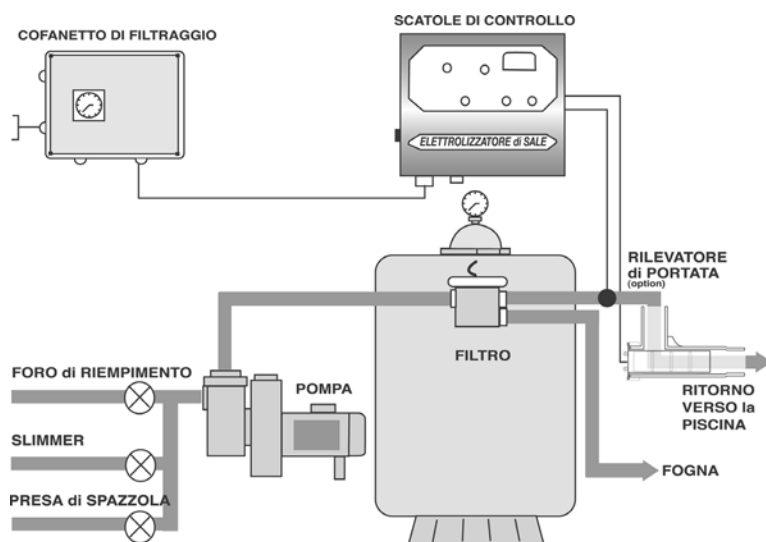 SCATOLE DI CONTROLLO
COFANETTO DI FILTRAGGIO
ELETTROLIZZATORE di SALE
RILEVATORE
di PORTATA
(option)
FILTRO
FORO di RIEMPIMENTO
POMPA
RITORNO
VERSO la
PISCINA
SLIMMER
FOGNA
PRESA di SPAZZOLA